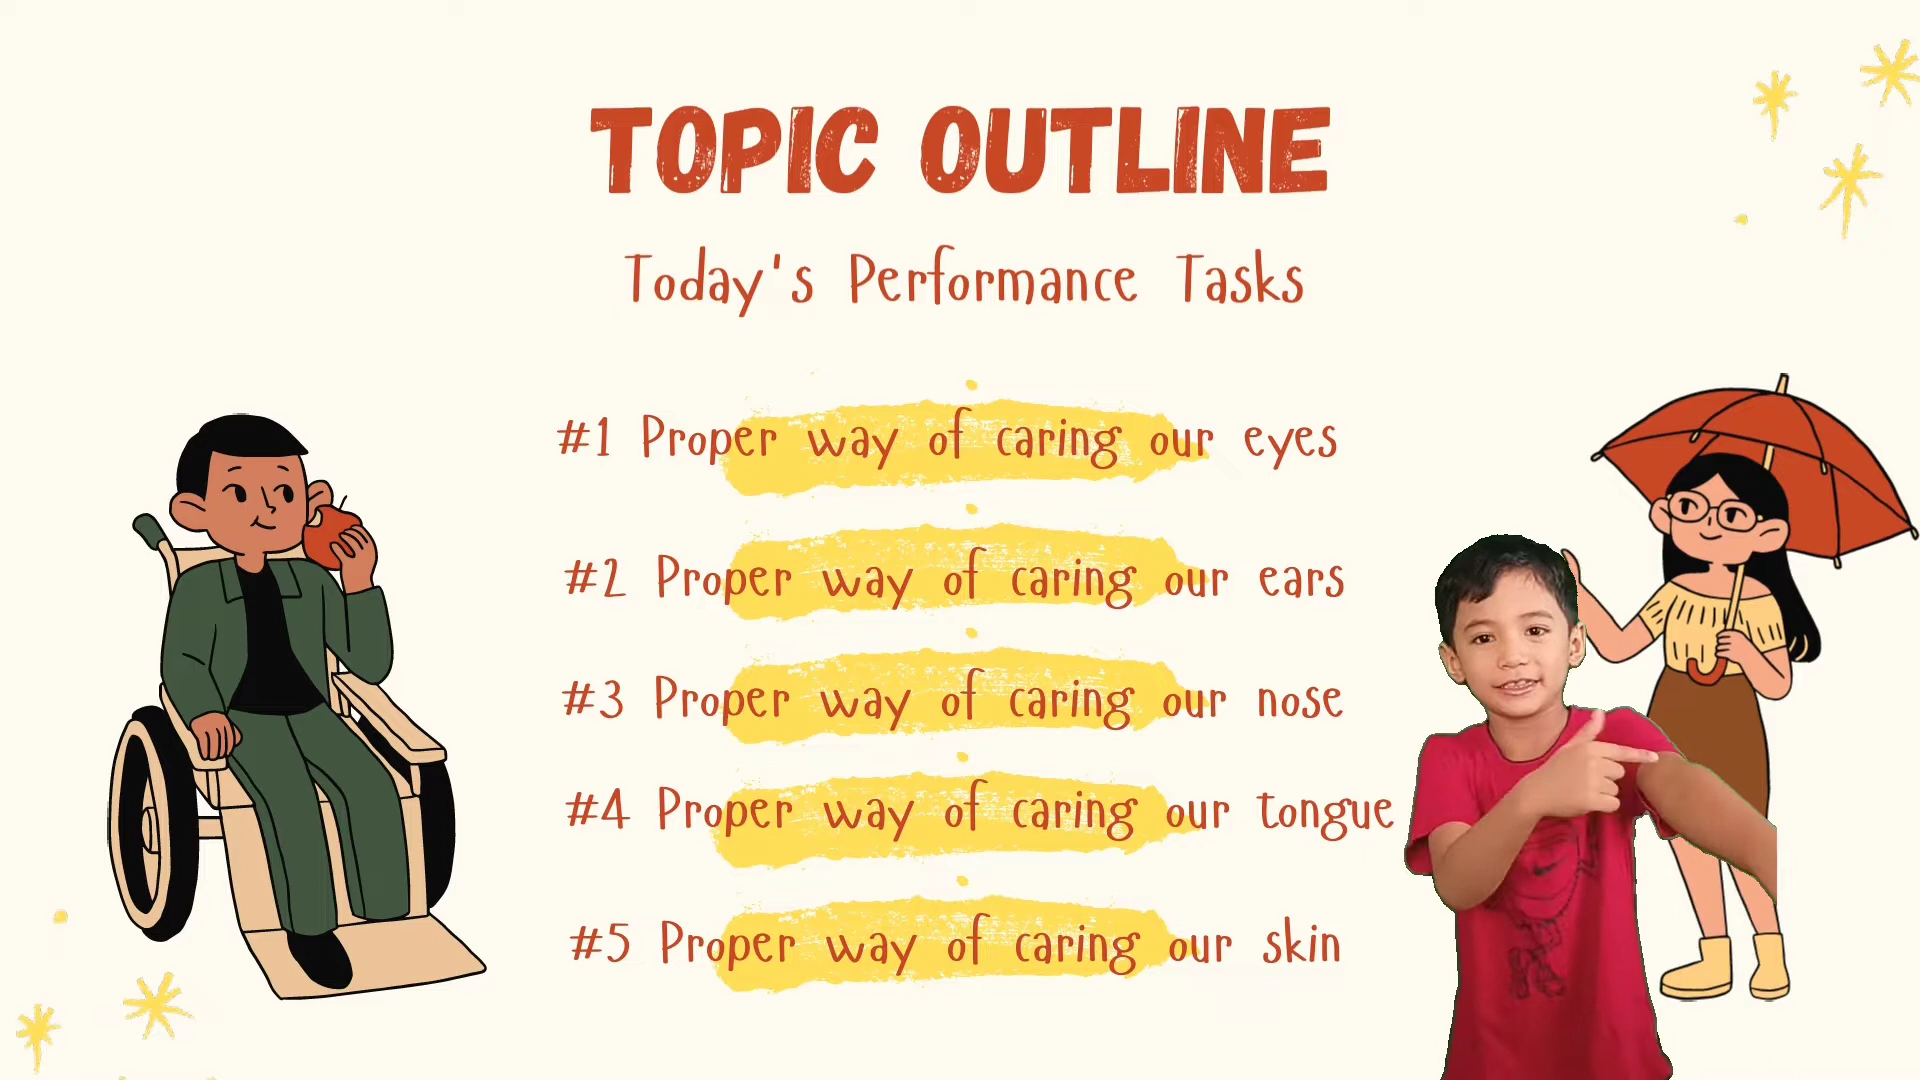 TOPIC OUTLINE
Today's Performance Tasks
#1 Proper way of caring our eyes
#2 Proper way of caring our ears
#3 Proper way of caring our nose
#4 Proper way of caring our tongue
#5 Proper way of caring our skin